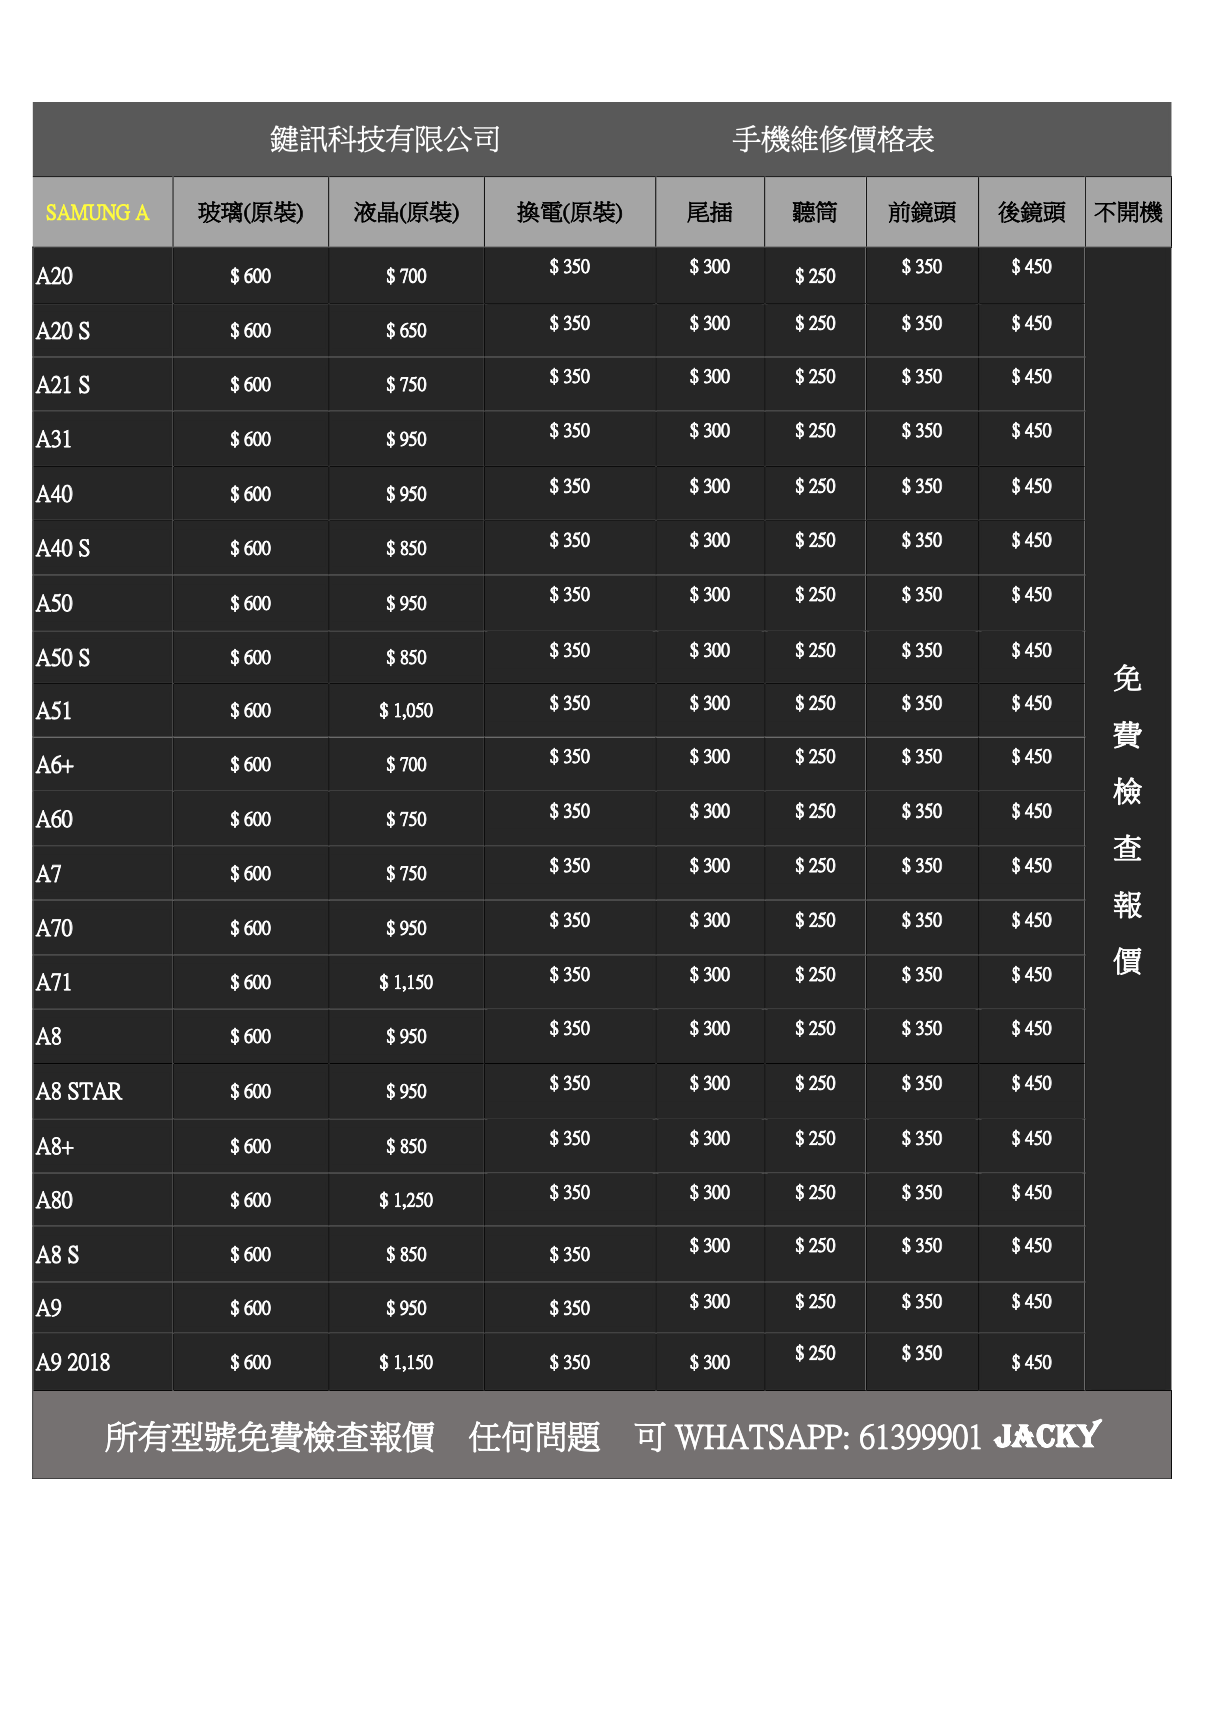 鍵訊科技有限公司 手機維修價格表
SAMUNG A 玻璃(原裝) 液晶(原裝) 換電(原裝) 尾插 聽筒 前鏡頭 後鏡頭 不開機
A20 $ 600 $ 700 $ 350 $ 300 $ 250 $ 350 $ 450
A20 S $ 600 $ 650 $ 350 $ 300 $ 250 $ 350 $ 450
A21 S $ 600 $ 750 $ 350 $ 300 $ 250 $ 350 $ 450
A31 $ 600 $ 950 $ 350 $ 300 $ 250 $ 350 $ 450
A40 $ 600 $ 950 $ 350 $ 300 $ 250 $ 350 $ 450
A40 S $ 600 $ 850 $ 350 $ 300 $ 250 $ 350 $ 450
A50 $ 600 $ 950 $ 350 $ 300 $ 250 $ 350 $ 450
A50 S $ 600 $ 850 $ 350 $ 300 $ 250 $ 350 $ 450
A51 $ 600 $ 1,050 $ 350 $ 300 $ 250 $ 350 $ 450
A6+ $ 600 $ 700 $ 350 $ 300 $ 250 $ 350 $ 450
A60 $ 600 $ 750 $ 350 $ 300 $ 250 $ 350 $ 450
A7 $ 600 $ 750 $ 350 $ 300 $ 250 $ 350 $ 450
A70 $ 600 $ 950 $ 350 $ 300 $ 250 $ 350 $ 450
A71 $ 600 $ 1,150 $ 350 $ 300 $ 250 $ 350 $ 450
A8 $ 600 $ 950 $ 350 $ 300 $ 250 $ 350 $ 450
A8 STAR $ 600 $ 950 $ 350 $ 300 $ 250 $ 350 $ 450
A8+ $ 600 $ 850 $ 350 $ 300 $ 250 $ 350 $ 450
A80 $ 600 $ 1,250 $ 350 $ 300 $ 250 $ 350 $ 450
A8 S $ 600 $ 850 $ 350 $ 300 $ 250 $ 350 $ 450
A9 $ 600 $ 950 $ 350 $ 300 $ 250 $ 350 $ 450
A9 2018 $ 600 $ 1,150 $ 350 $ 300 $ 250 $ 350 $ 450
免費檢查報價
所有型號免費檢查報價 任何問題 可 WHATSAPP: 61399901 JACKY